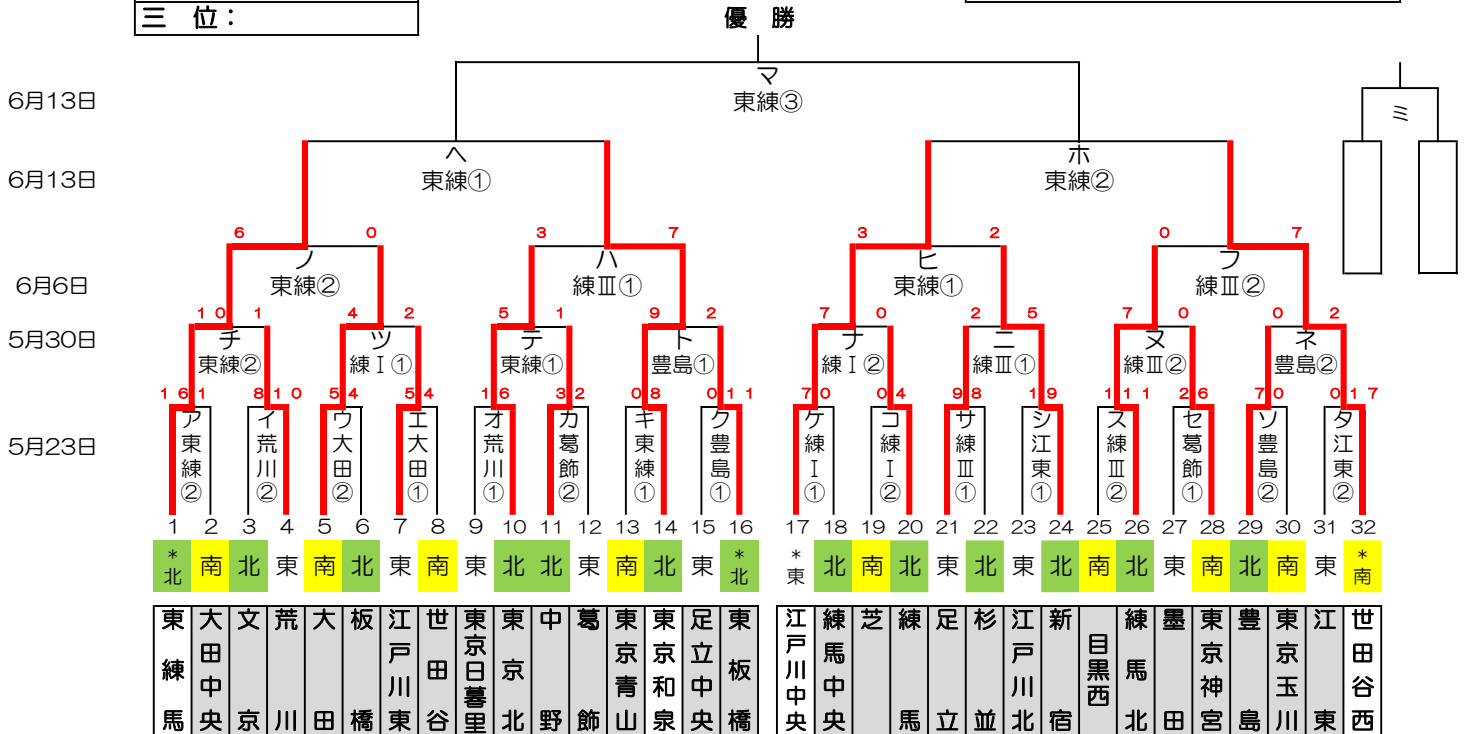 三 位：
優 勝
マ
東練③
6月13日
ミ
ヘ
東練①
ホ
東練②
6月13日
6 0 3 7 3 2 0 7
ノ
東練②
ハ
練Ⅲ①
ヒ
東練①
フ
練Ⅲ②
6月6日
10 1 4 2 5 1 9 2 7 0 2 5 7 0 0 2
チ
東練②
ツ
練Ⅰ①
テ
東練①
ト
豊島①
ナ
練Ⅰ②
ニ
練Ⅲ①
ヌ
練Ⅲ②
ネ
豊島②
5月30日
16 1 8 10 5 4 5 4 1 6 3 2 0 8 0 11 7 0 0 4 9 8 1 9 1 11 2 6 7 0 0 17
ア東練②
イ荒川②
ウ大田②
エ大田①
オ荒川①
カ葛飾②
キ東練①
ク豊島①
ケ練Ⅰ①
コ練Ⅰ②
サ練Ⅲ①
シ江東①
ス練Ⅲ②
セ葛飾①
ソ豊島②
タ江東②
5月23日
1 2 3 4 5 6 7 8 9 10 11 12 13 14 15 16 17 18 19 20 21 22 23 24 25 26 27 28 29 30 31 32
*北 南 北 東 南 北 東 南 東 北 北 東 南 北 東 *北 *東 北 南 北 東 北 東 北 南 北 東 南 北 南 東 *南
東練馬
大田中央
文京
荒川
大田
板橋
江戸川東
世田谷
東京日暮里
東京北
中野
葛飾
東京青山
東京和泉
足立中央
東板橋
江戸川中央
練馬中央
芝
練馬
足立
杉並
江戸川北
新宿
目黒西
練馬北
墨田
東京神宮
豊島
東京玉川
江東
世田谷西